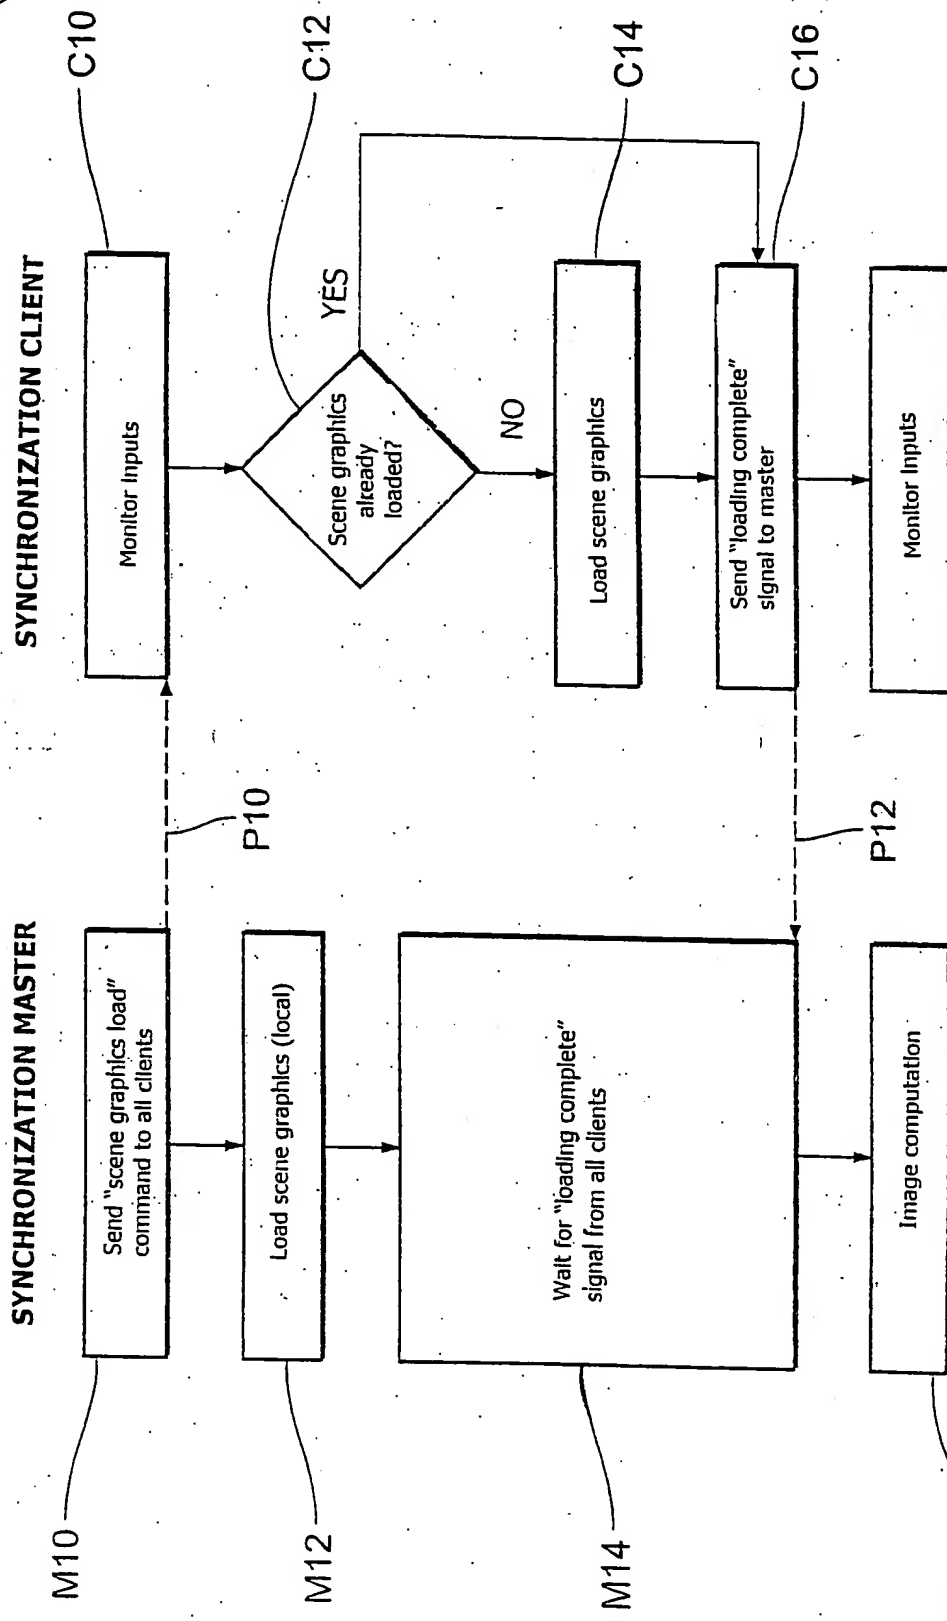 SYNCHRONIZATION MASTER
SYNCHRONIZATION CLIENT
M10
Send "scene graphics load"
command to all clients
P10
Monitor Inputs
C10
M12
Load scene graphics (local)
Scene graphics
already
loaded?
YES
C12
NO
M14
Wait for "loading complete"
signal from all clients
Load scene graphics
C14
Send "loading complete"
signal to master
C16
P12
Image computation
Monitor Inputs